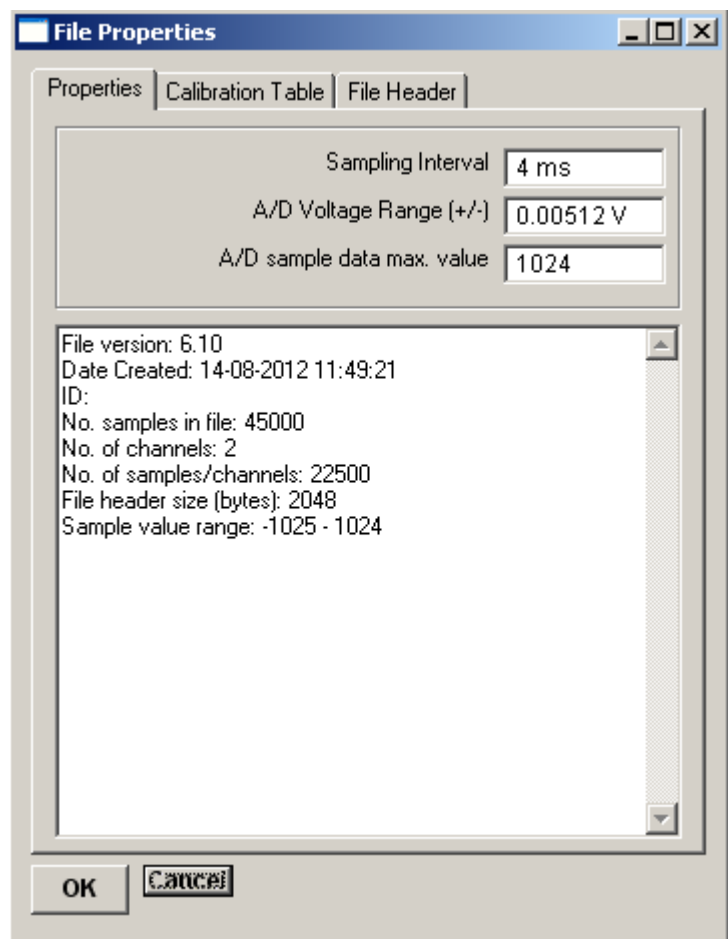 File Properties
Properties
Calibration Table
File Header
Sampling Interval
4 ms
A/D Voltage Range (+/-)
0.00512 V
A/D sample data max. value
1024
File version: 6.10
Date Created: 14-08-2012 11:49:21
ID:
No. samples in file: 45000
No. of channels: 2
No. of samples/channels: 22500
File header size (bytes): 2048
Sample value range: -1025 - 1024
OK
Cancel